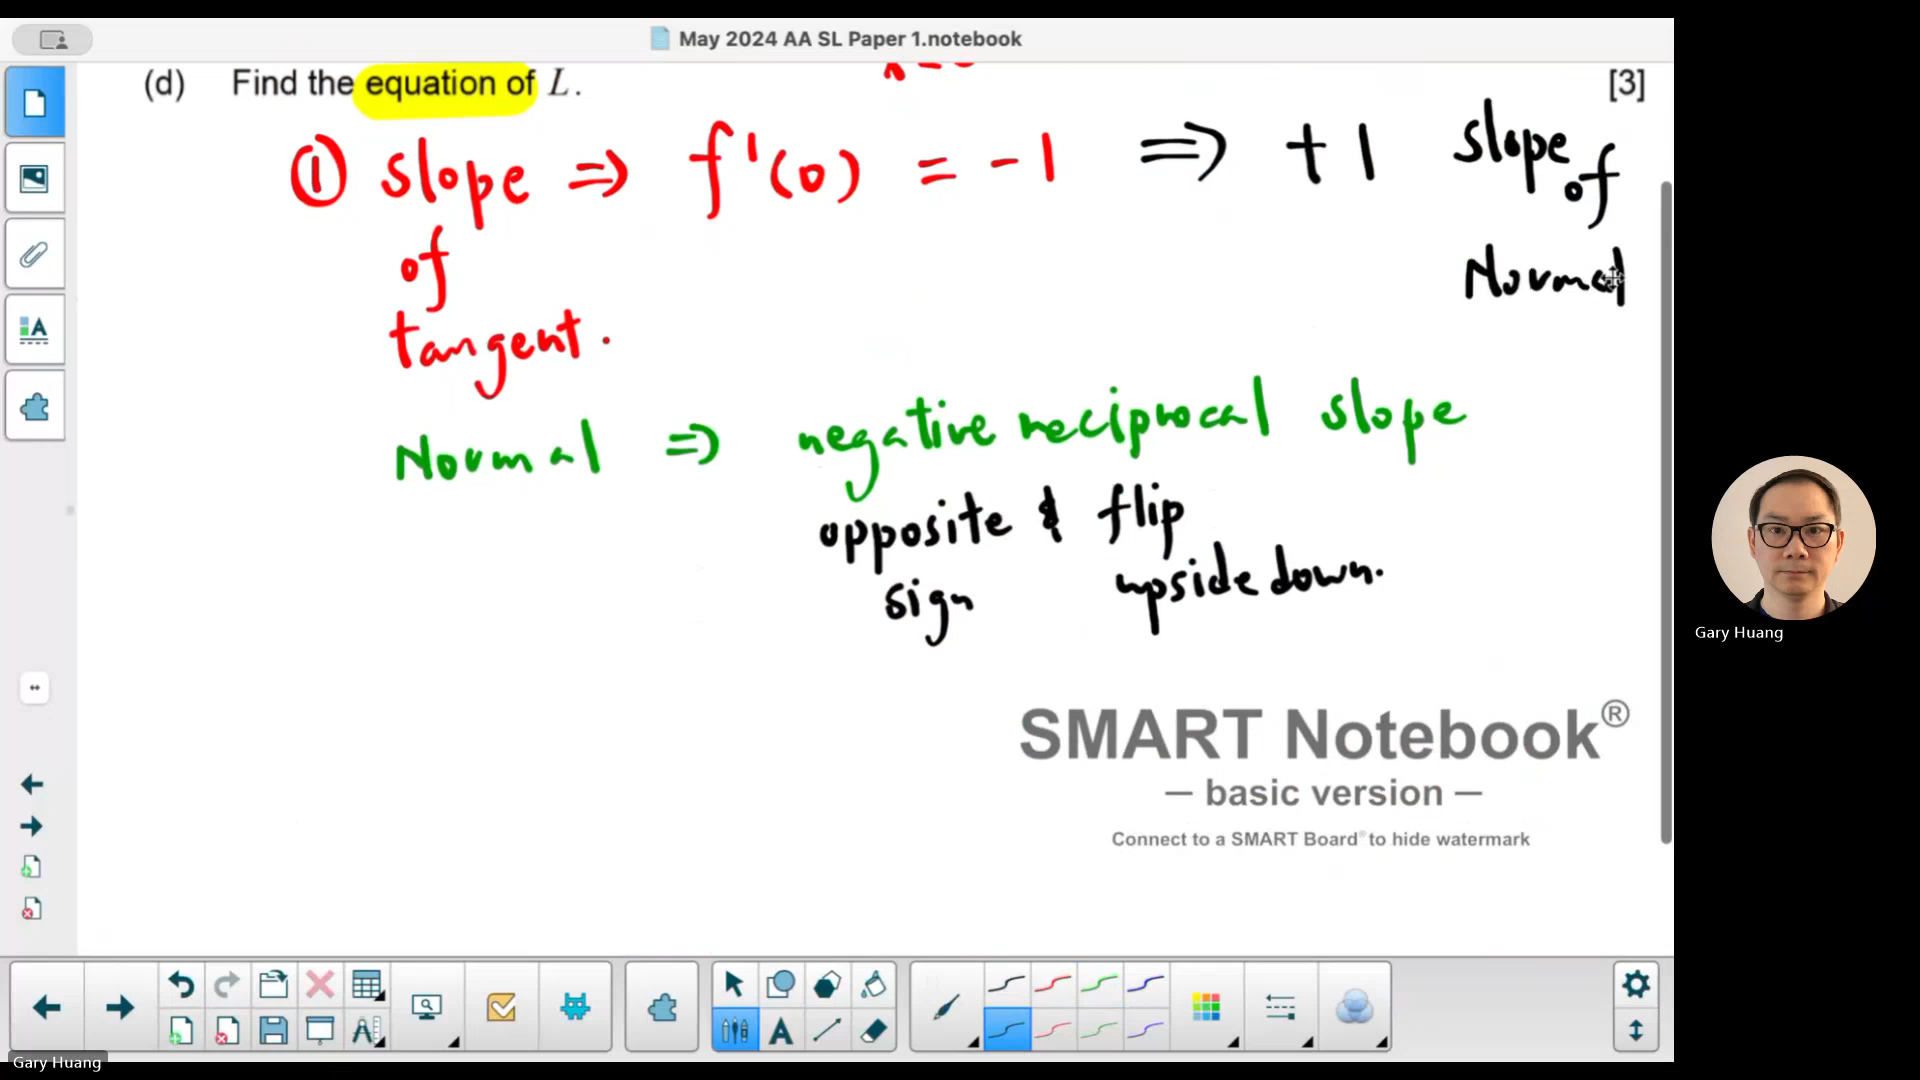 May 2024 AA SL Paper 1.notebook
(d) Find the equation of L. [3]
① slope ⇒ f'(0) = -1 ⇒ +1 slope
of
of
Normal
tangent.
Normal ⇒ negative reciprocal slope
opposite & flip
sign upside down.
SMART Notebook®
— basic version —
Connect to a SMART Board® to hide watermark
Gary Huang
Gary Huang